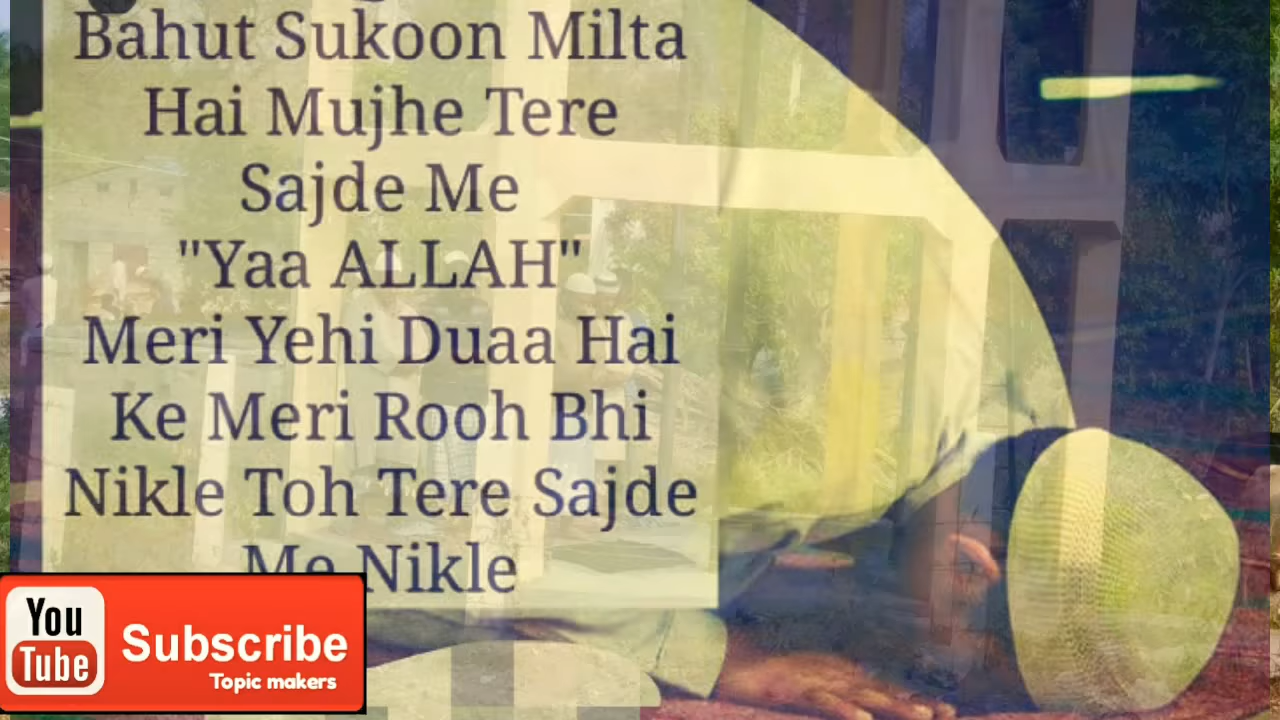 Bahut Sukoon Milta
Hai Mujhe Tere
Sajde Me
"Yaa ALLAH"
Meri Yehi Duaa Hai
Ke Meri Rooh Bhi
Nikle Toh Tere Sajde
Me Nikle
You
Tube
Subscribe
Topic makers